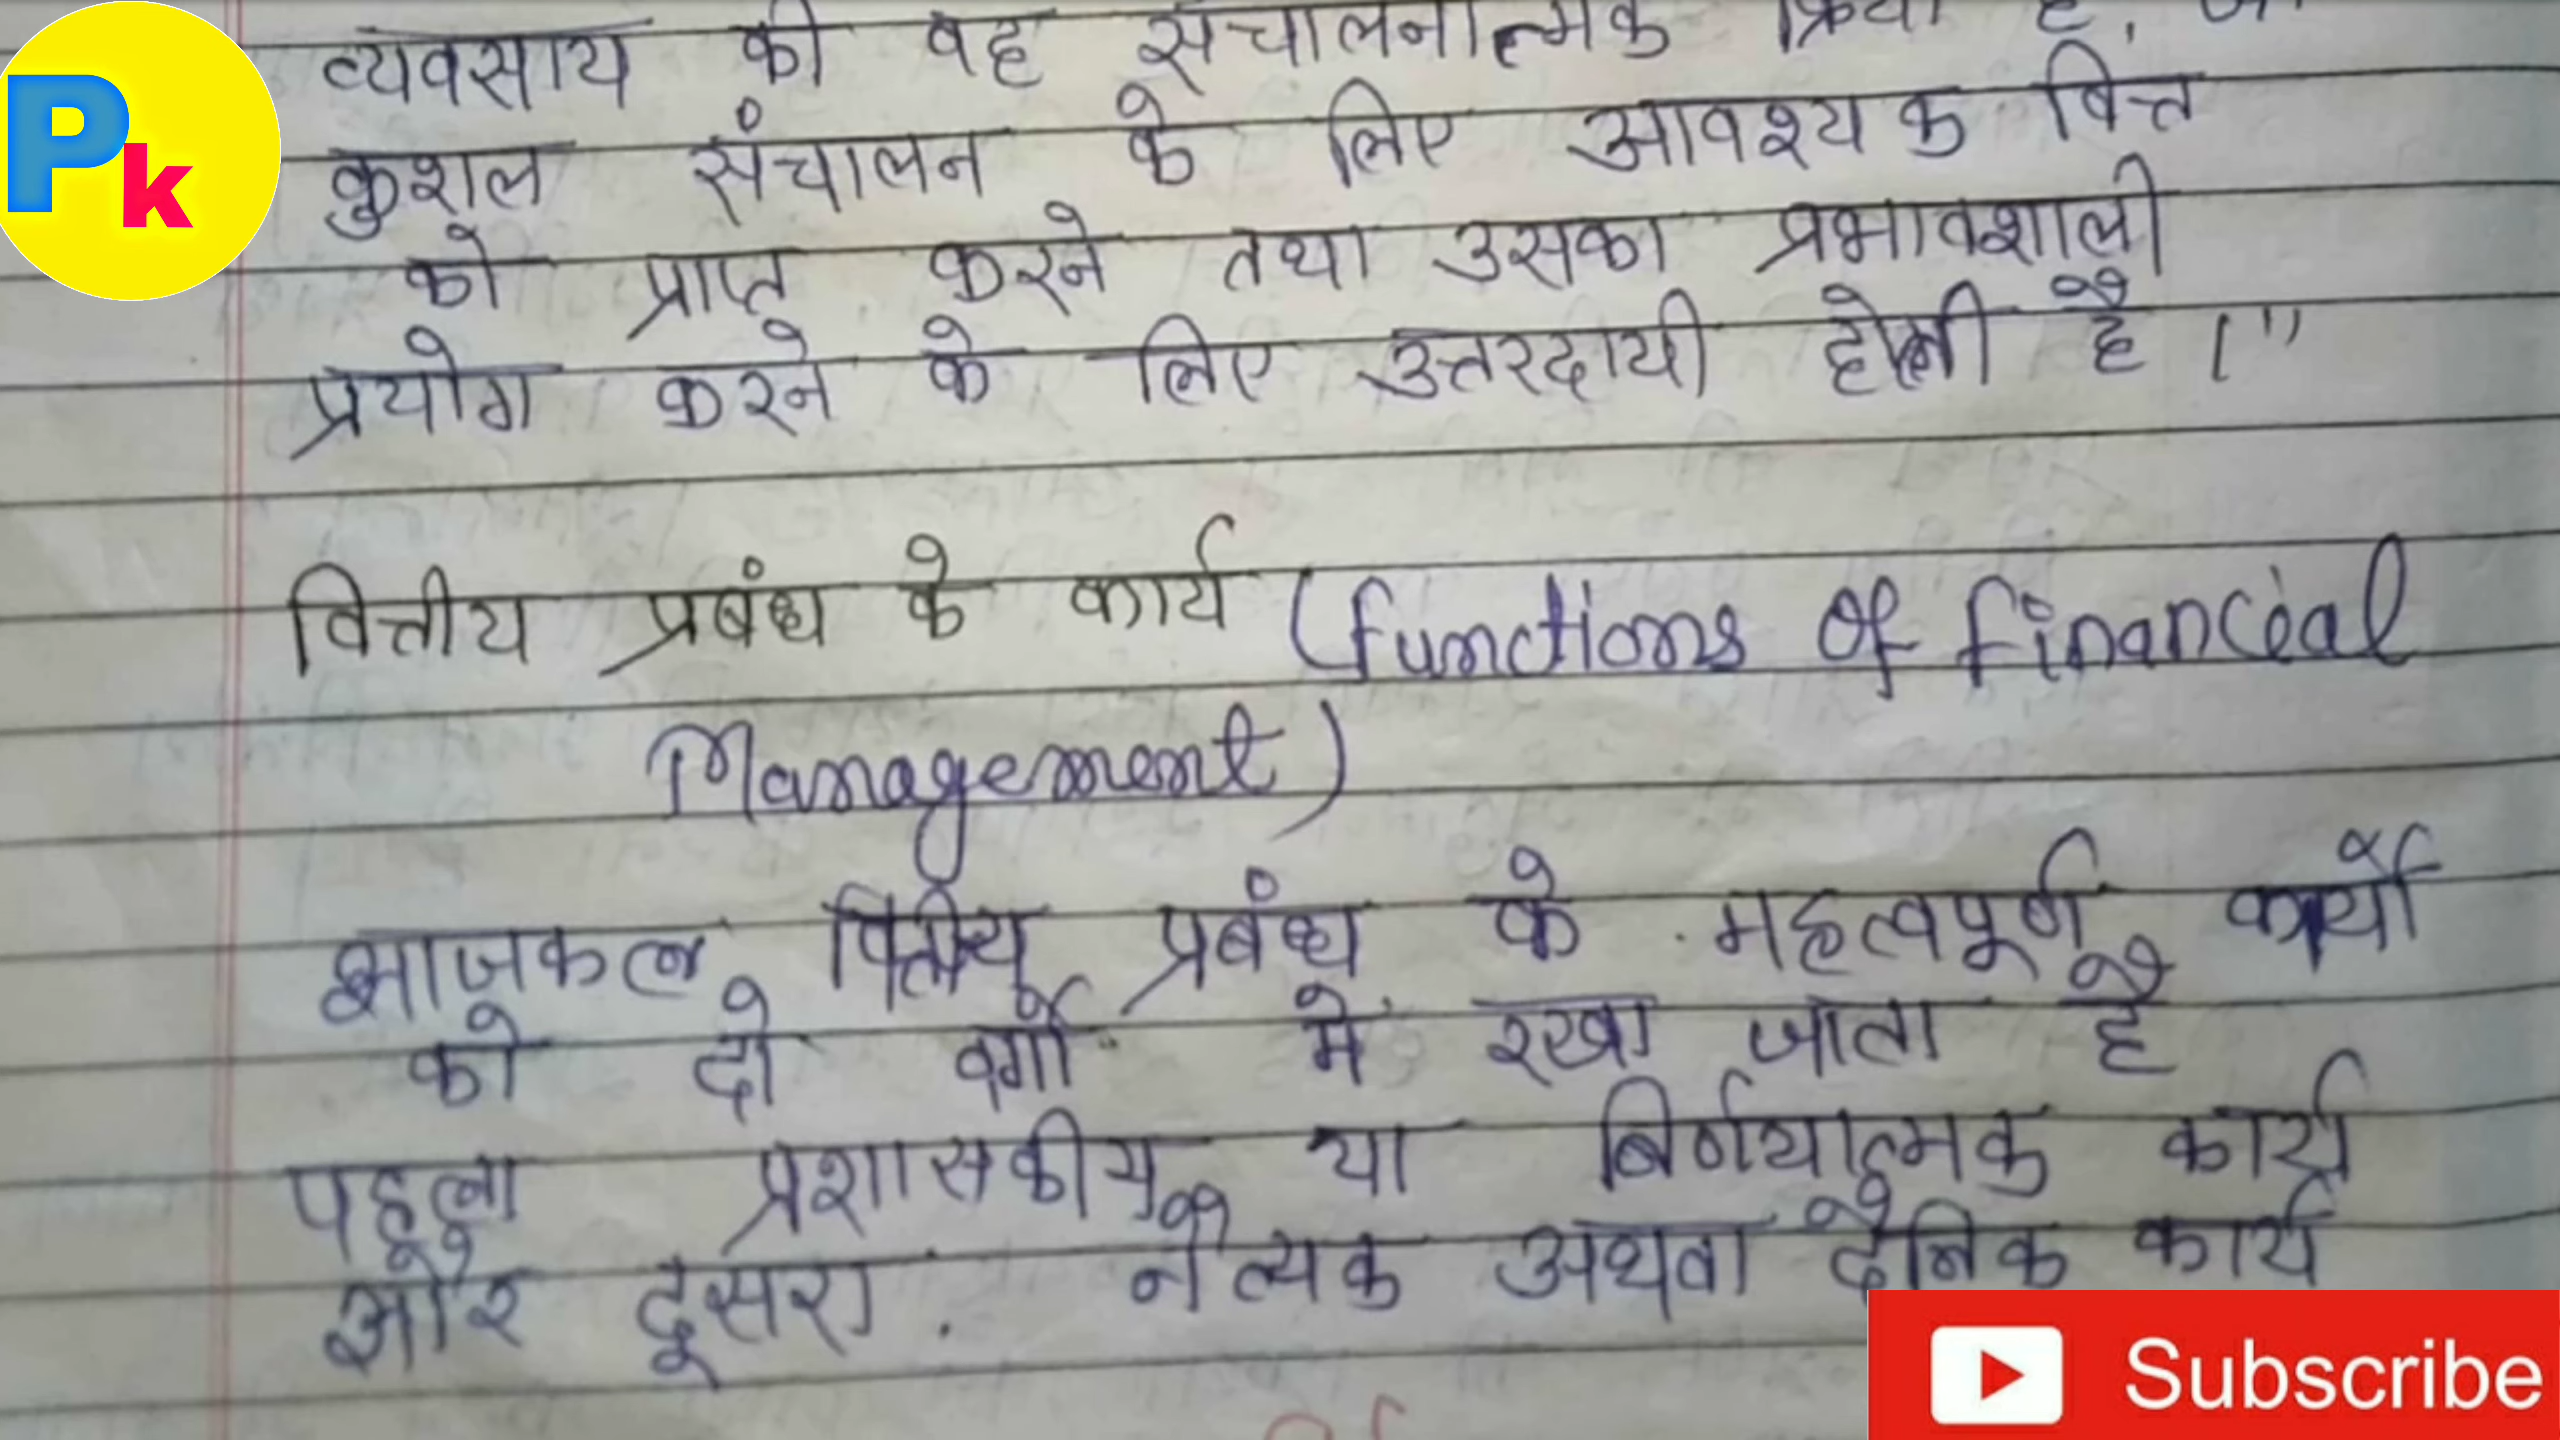 व्यवसाय की वह संचालनात्मक क्रिया है, जो
कुशल संचालन के लिए आवश्यक वित्त
को प्राप्त करने तथा उसका प्रभावशाली
प्रयोग करने के लिए उत्तरदायी होती है ।"
वित्तीय प्रबंध के कार्य (functions of financial
Management)
आजकल वित्तीय प्रबंध के महत्वपूर्ण कार्यो
को दो वर्गो में रखा जाता है
पहला प्रशासकीय या निर्णयात्मक कार्य
और दूसरा नैत्यक अथवा दैनिक कार्य
Pk
Subscribe